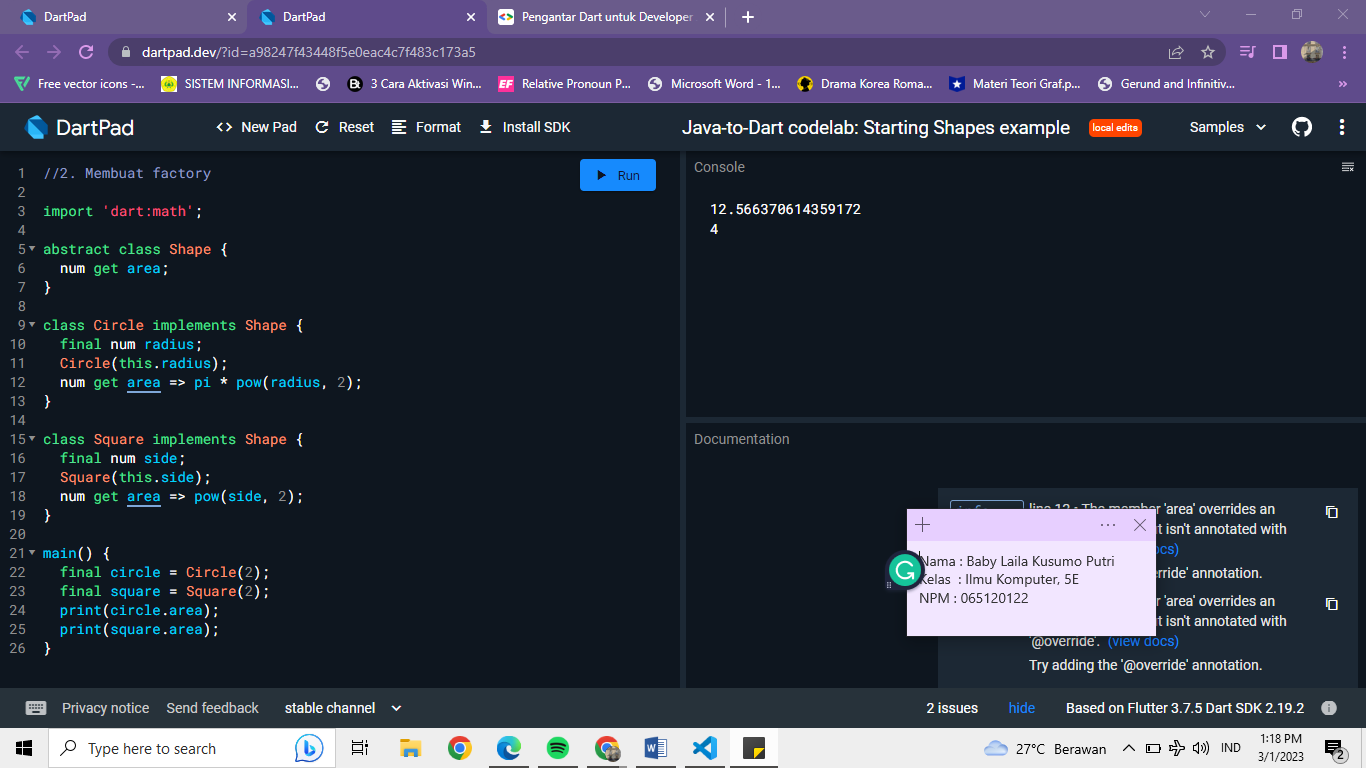 DartPad
DartPad
Pengantar Dart untuk Developer
dartpad.dev/?id=a98247f43448f5e0eac4c7f483c173a5
Free vector icons -...
SISTEM INFORMASI...
3 Cara Aktivasi Win...
EF Relative Pronoun P...
Microsoft Word - 1...
Drama Korea Roma...
Materi Teori Graf.p...
Gerund and Infinitiv...
DartPad
<> New Pad
Reset
Format
Install SDK
Java-to-Dart codelab: Starting Shapes example
local edits
Samples
Run
1 //2. Membuat factory
2
3 import 'dart:math';
4
5 abstract class Shape {
6 num get area;
7 }
8
9 class Circle implements Shape {
10 final num radius;
11 Circle(this.radius);
12 num get area => pi * pow(radius, 2);
13 }
14
15 class Square implements Shape {
16 final num side;
17 Square(this.side);
18 num get area => pow(side, 2);
19 }
20
21 main() {
22 final circle = Circle(2);
23 final square = Square(2);
24 print(circle.area);
25 print(square.area);
26 }
Console
12.566370614359172
4
Documentation
line 12 • The member 'area' overrides an
isn't annotated with
docs)
annotation.
'area' overrides an
isn't annotated with
'@override'. (view docs)
Try adding the '@override' annotation.
Nama : Baby Laila Kusumo Putri
Kelas : Ilmu Komputer, 5E
NPM : 065120122
Privacy notice
Send feedback
stable channel
2 issues
hide
Based on Flutter 3.7.5 Dart SDK 2.19.2
Type here to search
27°C Berawan
IND
1:18 PM
3/1/2023
2